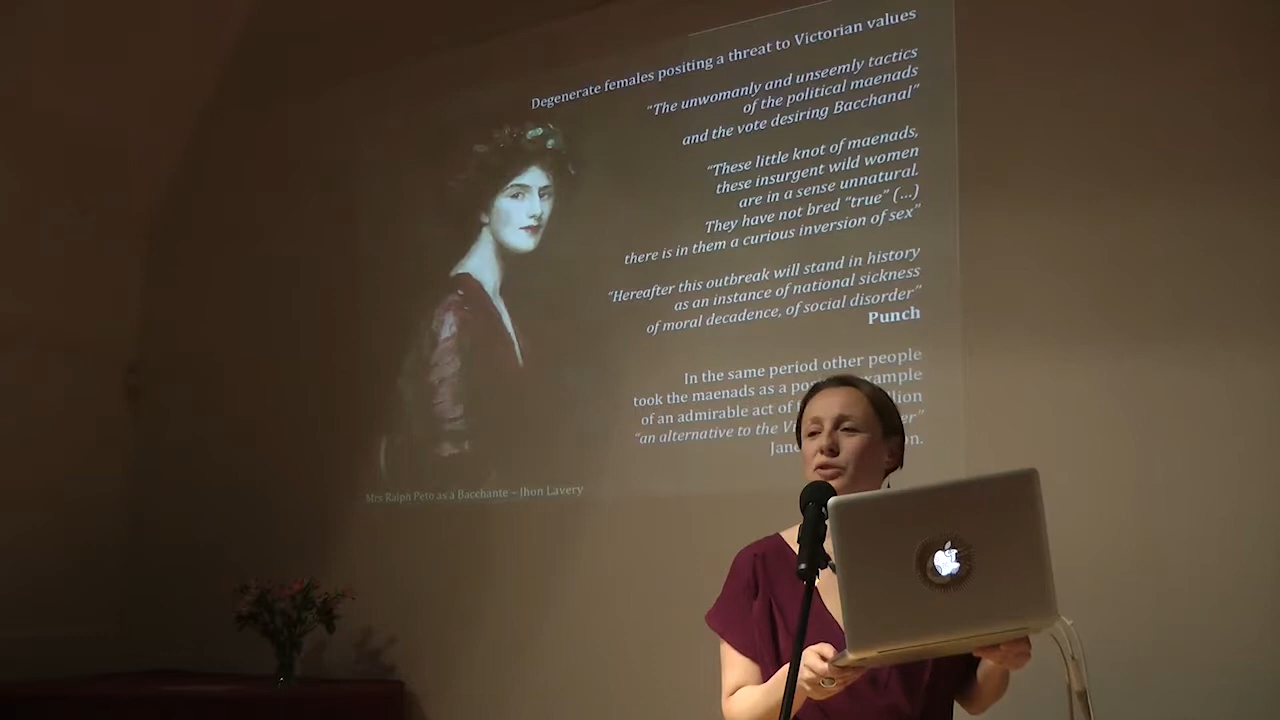 Degenerate females positing a threat to Victorian values
“The unwomanly and unseemly tactics
of the political maenads
and the vote desiring Bacchanal”
“These little knot of maenads,
these insurgent wild women
are in a sense unnatural.
They have not bred “true” (...)
there is in them a curious inversion of sex”
“Hereafter this outbreak will stand in history
as an instance of national sickness
of moral decadence, of social disorder”
Punch
In the same period other people
took the maenads as a example
of an admirable act of
“an alternative to the
Mrs Ralph Peto as a Bacchante – Jhon Lavery